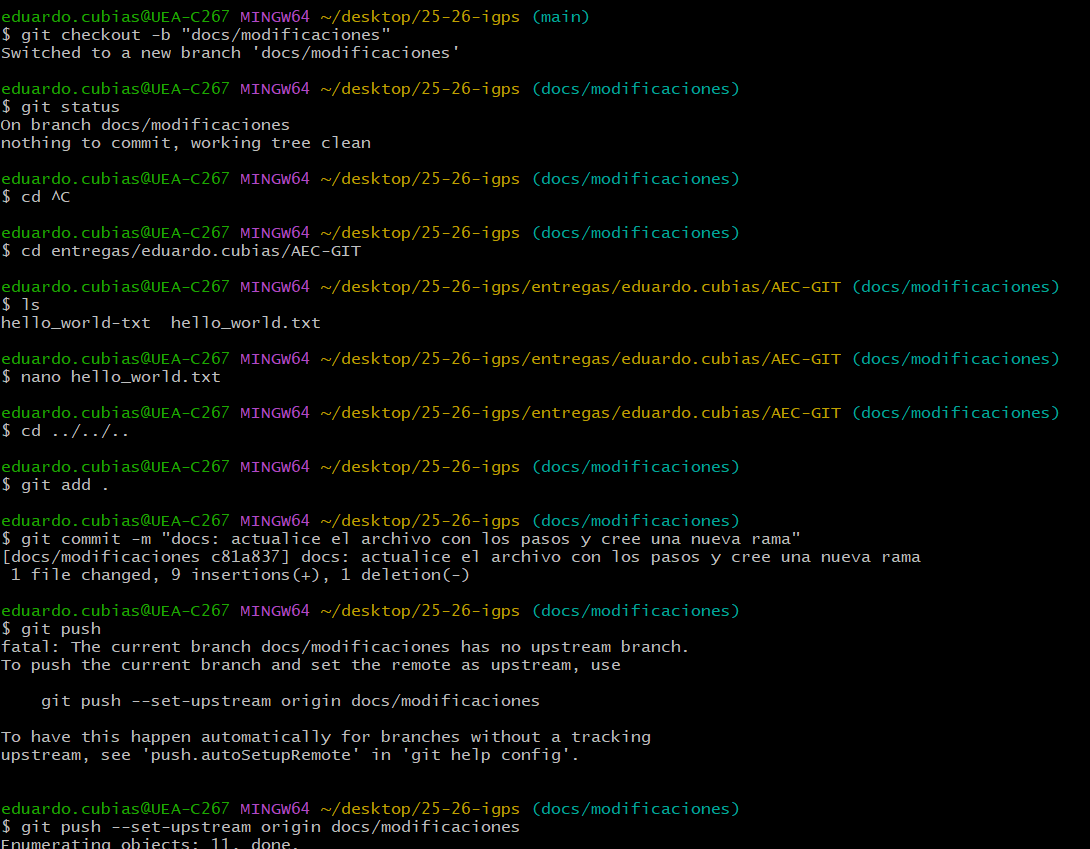 eduardo.cubias@UEA-C267 MINGW64 ~/desktop/25-26-igps (main)
$ git checkout -b "docs/modificaciones"
Switched to a new branch 'docs/modificaciones'
eduardo.cubias@UEA-C267 MINGW64 ~/desktop/25-26-igps (docs/modificaciones)
$ git status
On branch docs/modificaciones
nothing to commit, working tree clean
eduardo.cubias@UEA-C267 MINGW64 ~/desktop/25-26-igps (docs/modificaciones)
$ cd ^C
eduardo.cubias@UEA-C267 MINGW64 ~/desktop/25-26-igps (docs/modificaciones)
$ cd entregas/eduardo.cubias/AEC-GIT
eduardo.cubias@UEA-C267 MINGW64 ~/desktop/25-26-igps/entregas/eduardo.cubias/AEC-GIT (docs/modificaciones)
$ ls
hello_world-txt  hello_world.txt
eduardo.cubias@UEA-C267 MINGW64 ~/desktop/25-26-igps/entregas/eduardo.cubias/AEC-GIT (docs/modificaciones)
$ nano hello_world.txt
eduardo.cubias@UEA-C267 MINGW64 ~/desktop/25-26-igps/entregas/eduardo.cubias/AEC-GIT (docs/modificaciones)
$ cd ../../..
eduardo.cubias@UEA-C267 MINGW64 ~/desktop/25-26-igps (docs/modificaciones)
$ git add .
eduardo.cubias@UEA-C267 MINGW64 ~/desktop/25-26-igps (docs/modificaciones)
$ git commit -m "docs: actualice el archivo con los pasos y cree una nueva rama"
[docs/modificaciones c81a837] docs: actualice el archivo con los pasos y cree una nueva rama
 1 file changed, 9 insertions(+), 1 deletion(-)
eduardo.cubias@UEA-C267 MINGW64 ~/desktop/25-26-igps (docs/modificaciones)
$ git push
fatal: The current branch docs/modificaciones has no upstream branch.
To push the current branch and set the remote as upstream, use
    git push --set-upstream origin docs/modificaciones
To have this happen automatically for branches without a tracking
upstream, see 'push.autoSetupRemote' in 'git help config'.
eduardo.cubias@UEA-C267 MINGW64 ~/desktop/25-26-igps (docs/modificaciones)
$ git push --set-upstream origin docs/modificaciones
Enumerating objects: 11, done.